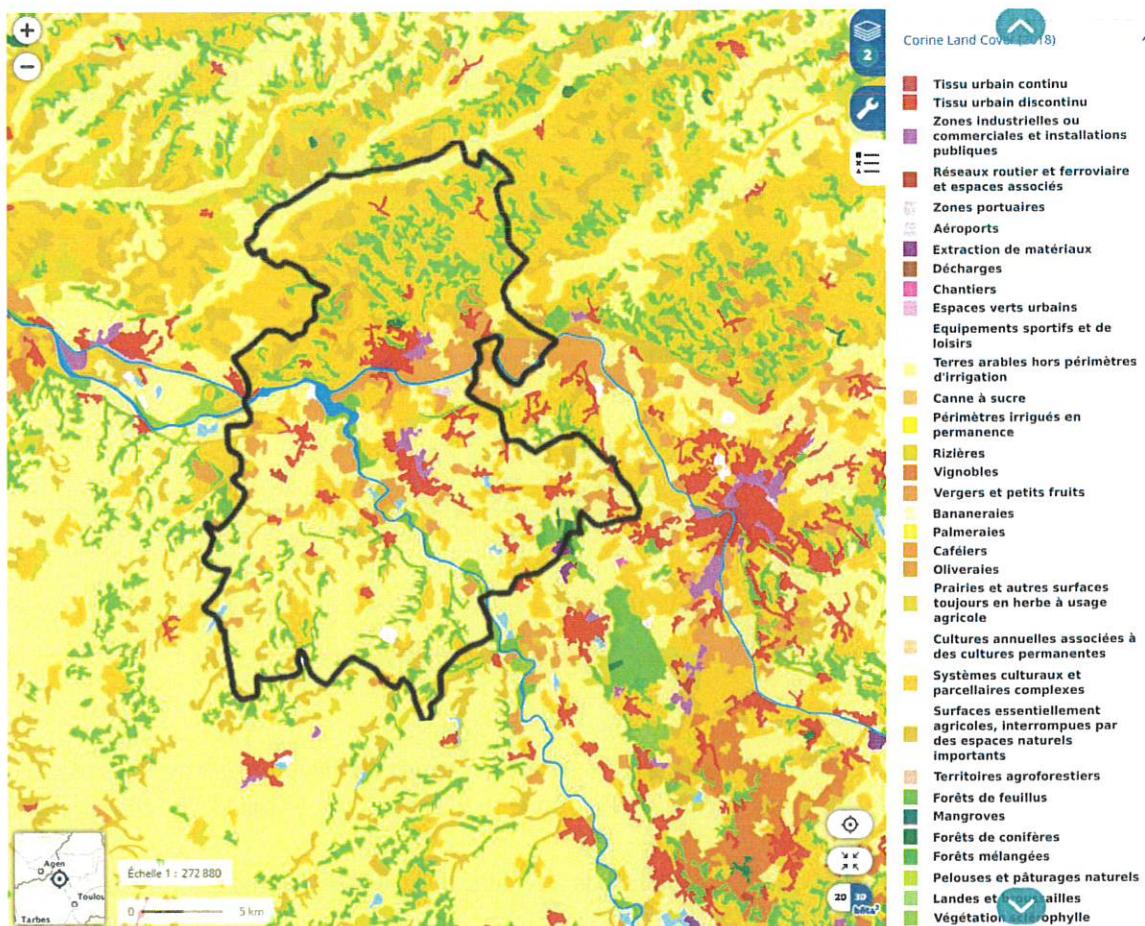 +
−
2
Agen
Toulou
Tarbes
Échelle 1 : 272 880
0
5 km
2D
3D
bêta
Corine Land Cover (2018)
Tissu urbain continu
Tissu urbain discontinu
Zones industrielles ou
commerciales et installations
publiques
Réseaux routier et ferroviaire
et espaces associés
Zones portuaires
Aéroports
Extraction de matériaux
Décharges
Chantiers
Espaces verts urbains
Equipements sportifs et de
loisirs
Terres arables hors périmètres
d'irrigation
Canne à sucre
Périmètres irrigués en
permanence
Rizières
Vignobles
Vergers et petits fruits
Bananeraies
Palmeraies
Caféiers
Oliveraies
Prairies et autres surfaces
toujours en herbe à usage
agricole
Cultures annuelles associées à
des cultures permanentes
Systèmes culturaux et
parcellaires complexes
Surfaces essentiellement
agricoles, interrompues par
des espaces naturels
importants
Territoires agroforestiers
Forêts de feuillus
Mangroves
Forêts de conifères
Forêts mélangées
Pelouses et pâturages naturels
Landes et broussailles
Végétation sclérophylle